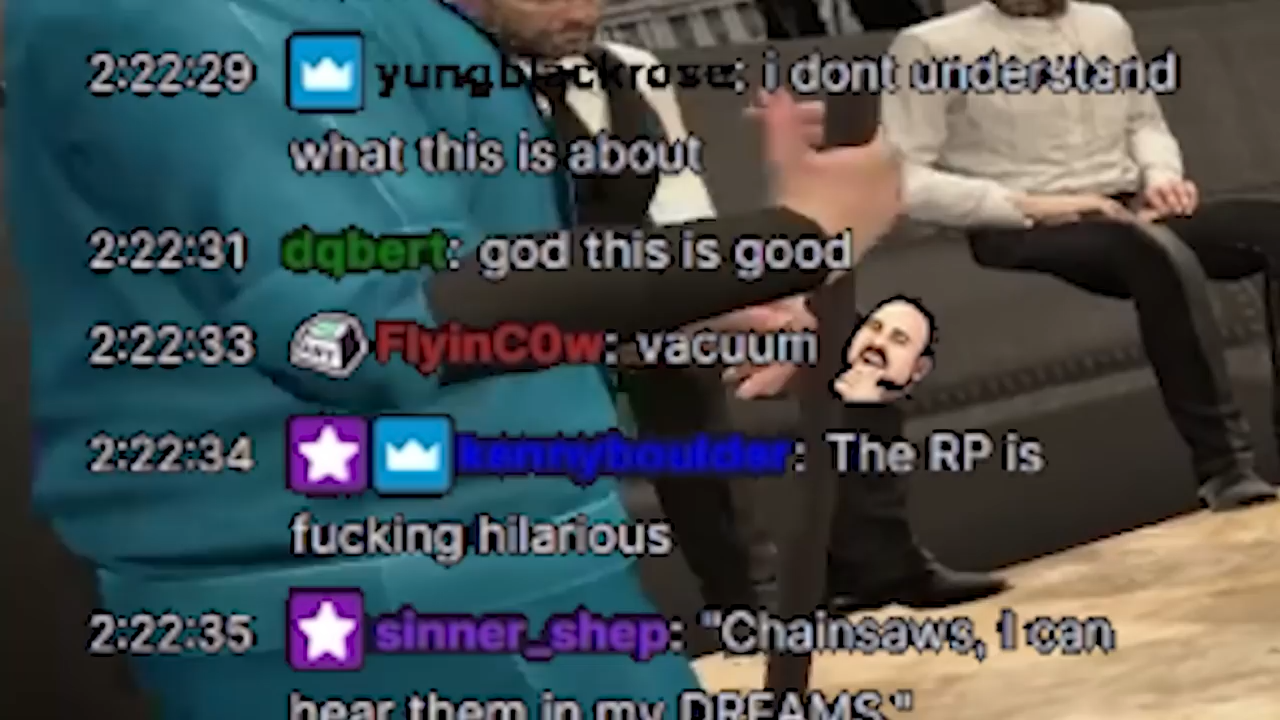 2:22:29 yungblackrose: i dont understand
what this is about
2:22:31 dqbert: god this is good
2:22:33 FlyinC0w: vacuum
2:22:34 kennyboulder: The RP is
fucking hilarious
2:22:35 sinner_shep: "Chainsaws, I can
hear them in my DREAMS."